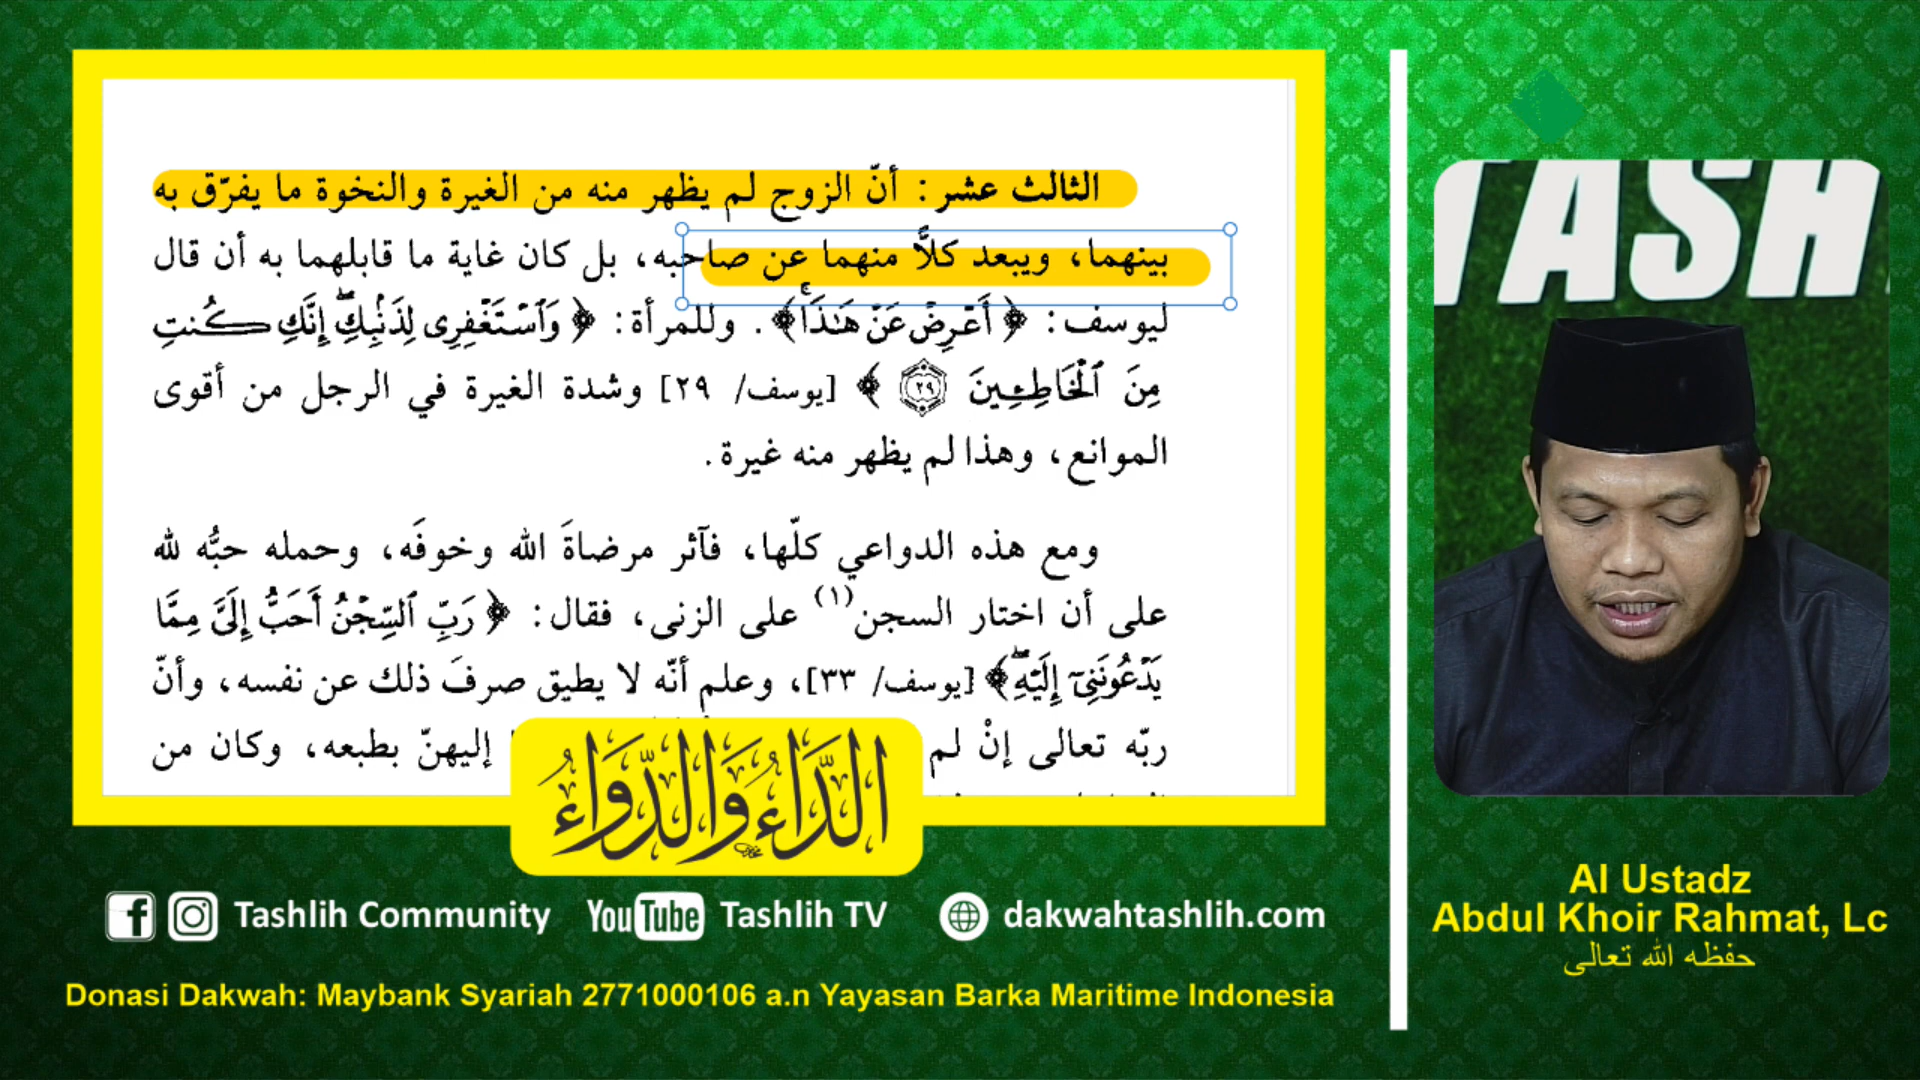 الثالث عشر : أنّ الزوج لم يظهر منه من الغيرة والنخوة ما يفرّق به
بينهما، ويبعد كلاًّ منهما عن صاحبه، بل كان غاية ما قابلهما به أن قال
ليوسف: ﴿أَعْرِضْ عَنْ هَٰذَا﴾. وللمرأة: ﴿وَٱسْتَغْفِرِى لِذَنۢبِكِ إِنَّكِ كُنتِ
مِنَ ٱلْخَاطِـِٔينَ ٢٩﴾ [يوسف/ ٢٩] وشدة الغيرة في الرجل من أقوى
الموانع، وهذا لم يظهر منه غيرة.
ومع هذه الدواعي كلّها، فآثر مرضاةَ الله وخوفَه، وحمله حبُّه لله
على أن اختار السجن(١) على الزنى، فقال: ﴿رَبِّ ٱلسِّجْنُ أَحَبُّ إِلَىَّ مِمَّا
يَدْعُونَنِىٓ إِلَيْهِ﴾ [يوسف/ ٣٣]، وعلم أنّه لا يطيق صرفَ ذلك عن نفسه، وأنّ
ربّه تعالى إنْ لم إليهنّ بطبعه، وكان من
الدَّاءُ وَالدَّوَاءُ
Tashlih Community YouTube Tashlih TV dakwahtashlih.com
Donasi Dakwah: Maybank Syariah 2771000106 a.n Yayasan Barka Maritime Indonesia
TASH
Al Ustadz
Abdul Khoir Rahmat, Lc
حفظه الله تعالى